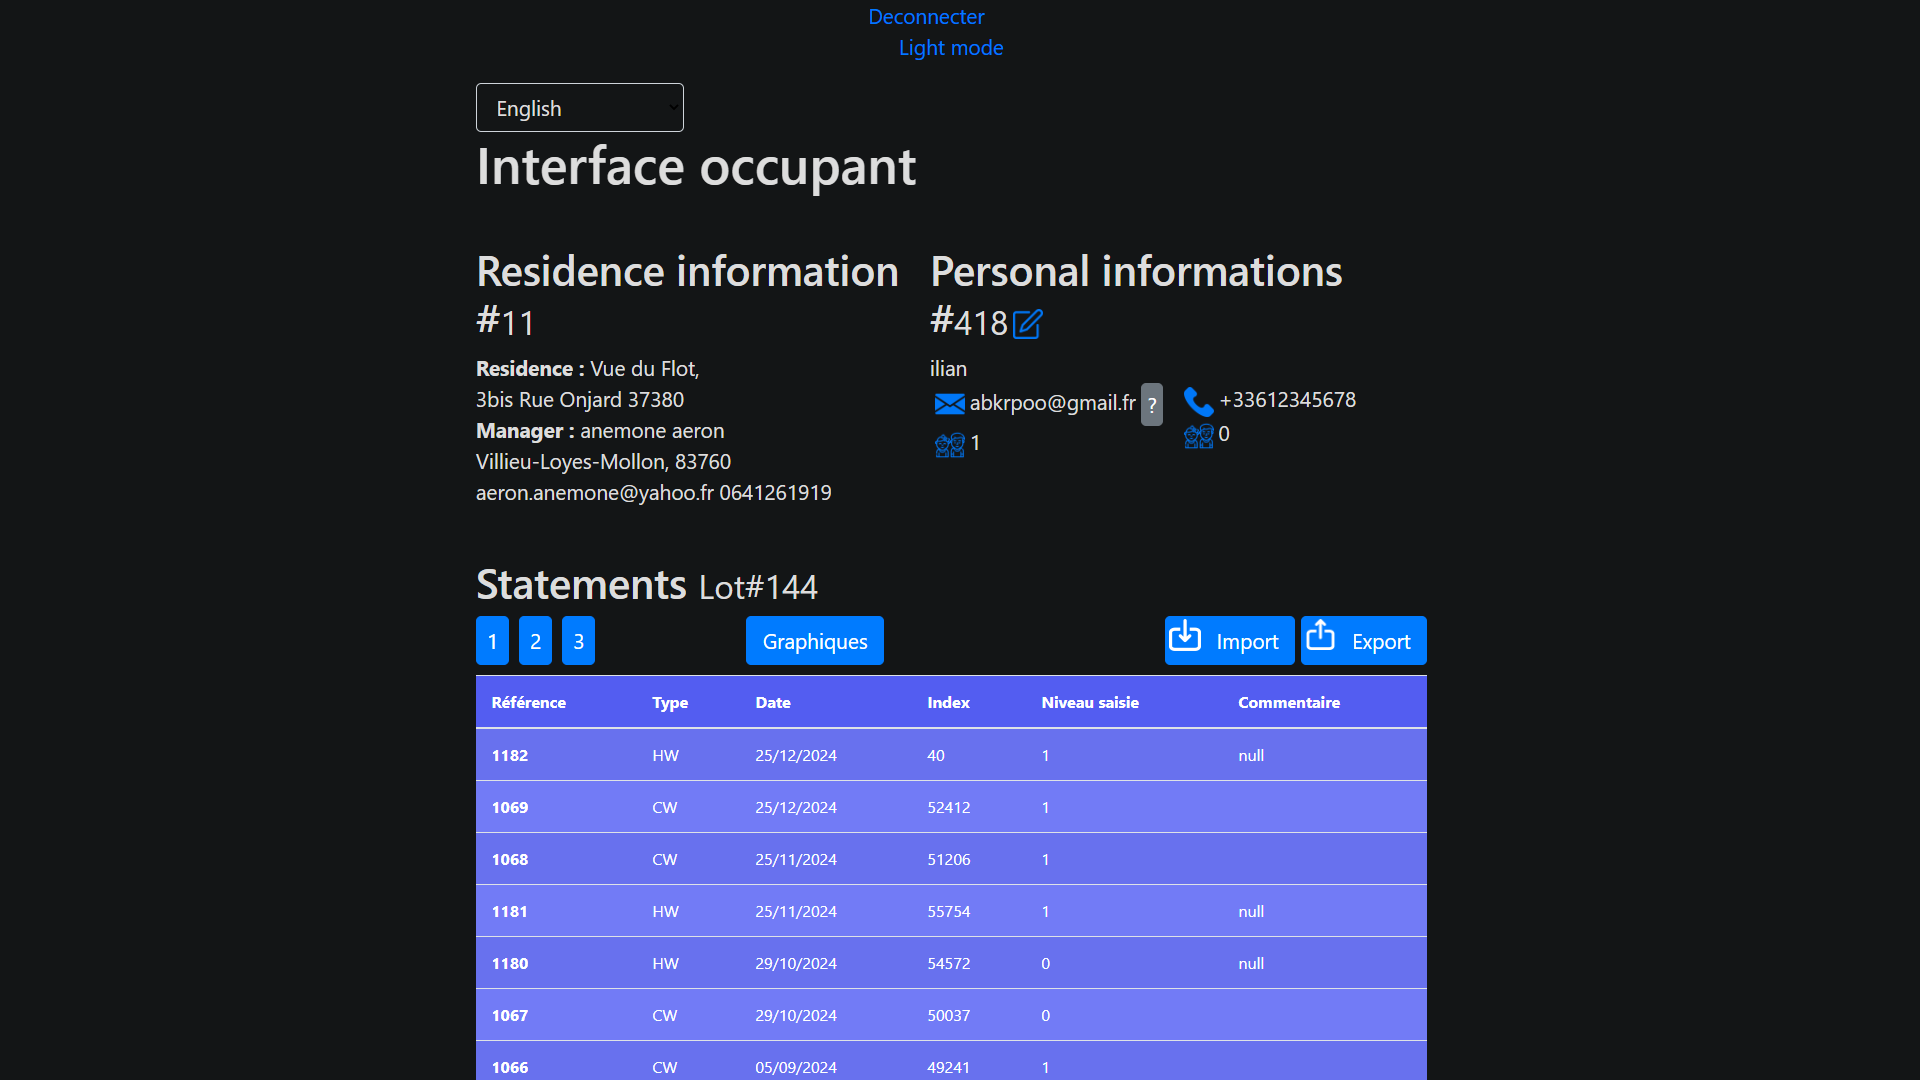 Deconnecter
Light mode
English
Interface occupant
Residence information
#11
Residence : Vue du Flot,
3bis Rue Onjard 37380
Manager : anemone aeron
Villieu-Loyes-Mollon, 83760
aeron.anemone@yahoo.fr 0641261919
Personal informations
#418
ilian
abkrpoo@gmail.fr ? +33612345678
1 0
Statements Lot#144
1 2 3 Graphiques Import Export
Référence Type Date Index Niveau saisie Commentaire
1182 HW 25/12/2024 40 1 null
1069 CW 25/12/2024 52412 1
1068 CW 25/11/2024 51206 1
1181 HW 25/11/2024 55754 1 null
1180 HW 29/10/2024 54572 0 null
1067 CW 29/10/2024 50037 0
1066 CW 05/09/2024 49241 1